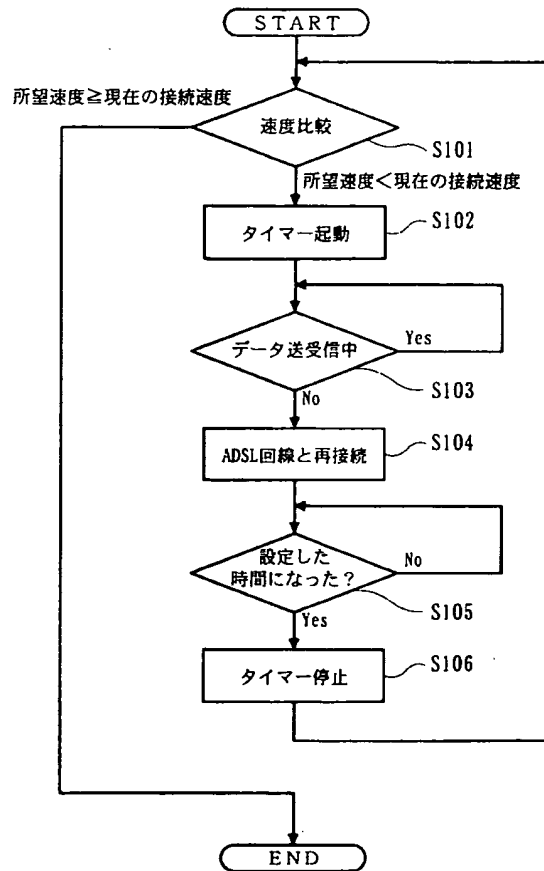 START
所望速度≧現在の接続速度
速度比較
S101
所望速度<現在の接続速度
S102
タイマー起動
データ送受信中
Yes
S103
No
S104
ADSL回線と再接続
設定した
時間になった？
No
S105
Yes
S106
タイマー停止
END